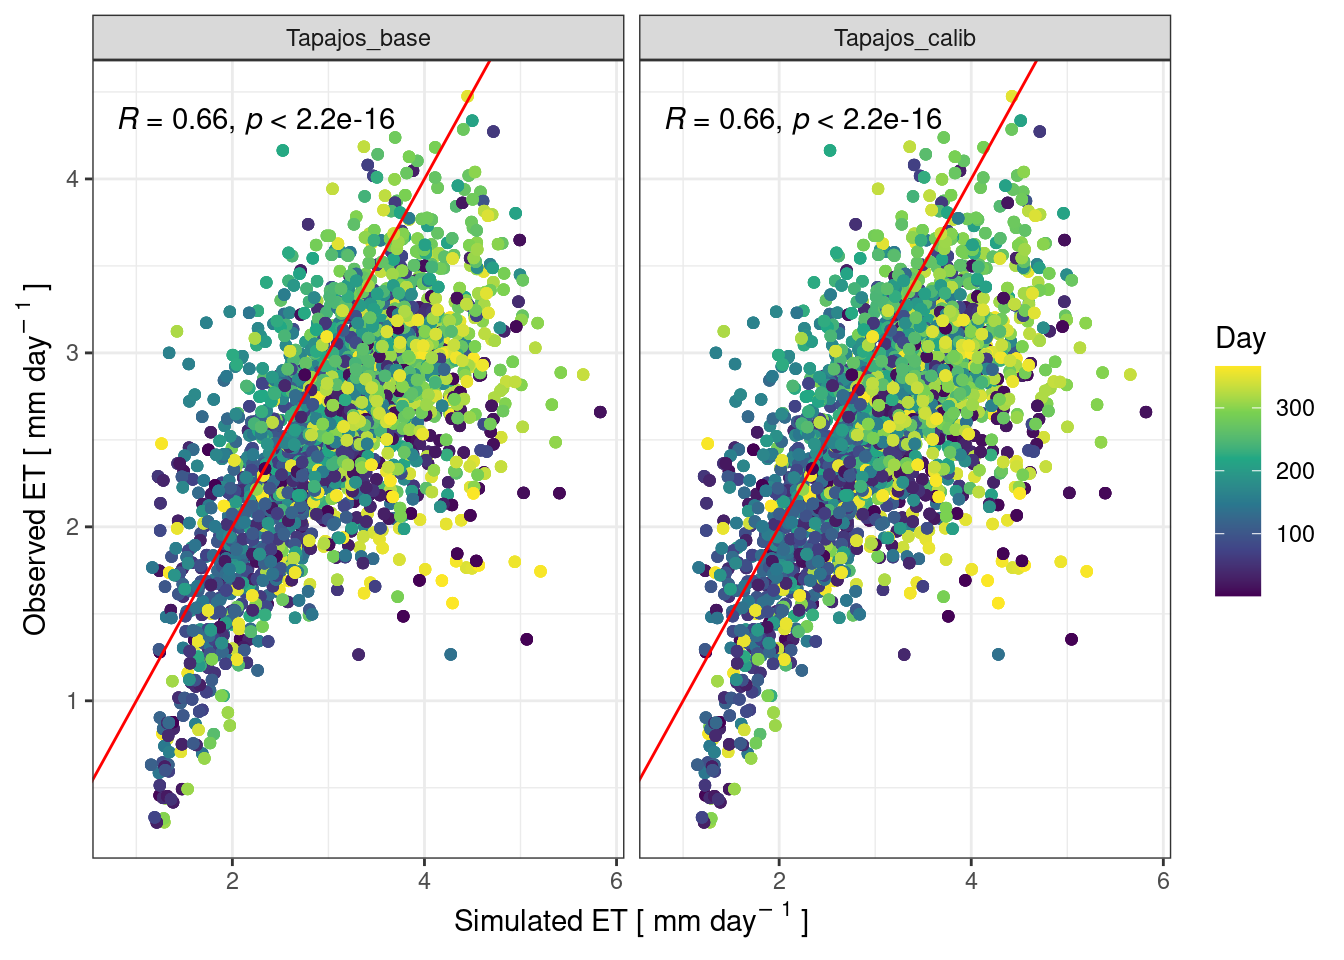 Tapajos_base
Tapajos_calib
R = 0.66, p < 2.2e-16
R = 0.66, p < 2.2e-16
4
3
2
1
Observed ET [ mm day⁻¹ ]
2
4
6
2
4
6
Simulated ET [ mm day⁻¹ ]
Day
300
200
100